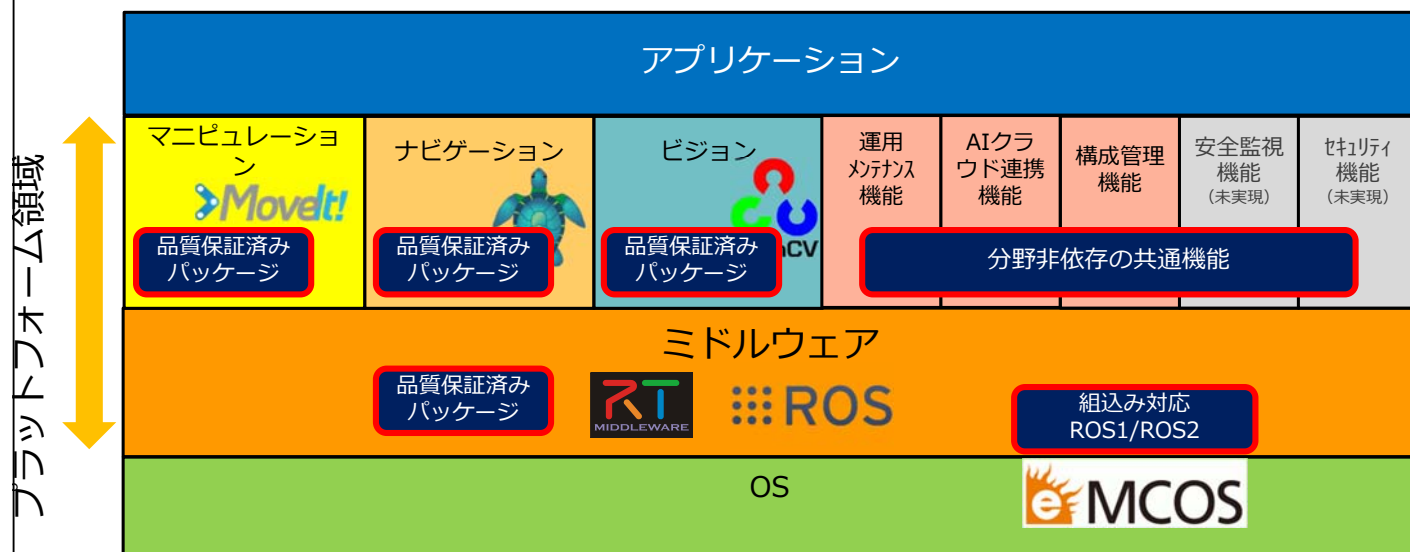 アプリケーション
プラットフォーム領域
マニピュレーショ
ン
MoveIt!
品質保証済み
パッケージ
ナビゲーション
品質保証済み
パッケージ
ビジョン
nCV
品質保証済み
パッケージ
運用
ﾒﾝﾃﾅﾝｽ
機能
AIクラ
ウド連携
機能
構成管理
機能
安全監視
機能
(未実現)
ｾｷｭﾘﾃｨ
機能
(未実現)
分野非依存の共通機能
ミドルウェア
品質保証済み
パッケージ
RT
MIDDLEWARE
ROS
組込み対応
ROS1/ROS2
OS
eMCOS